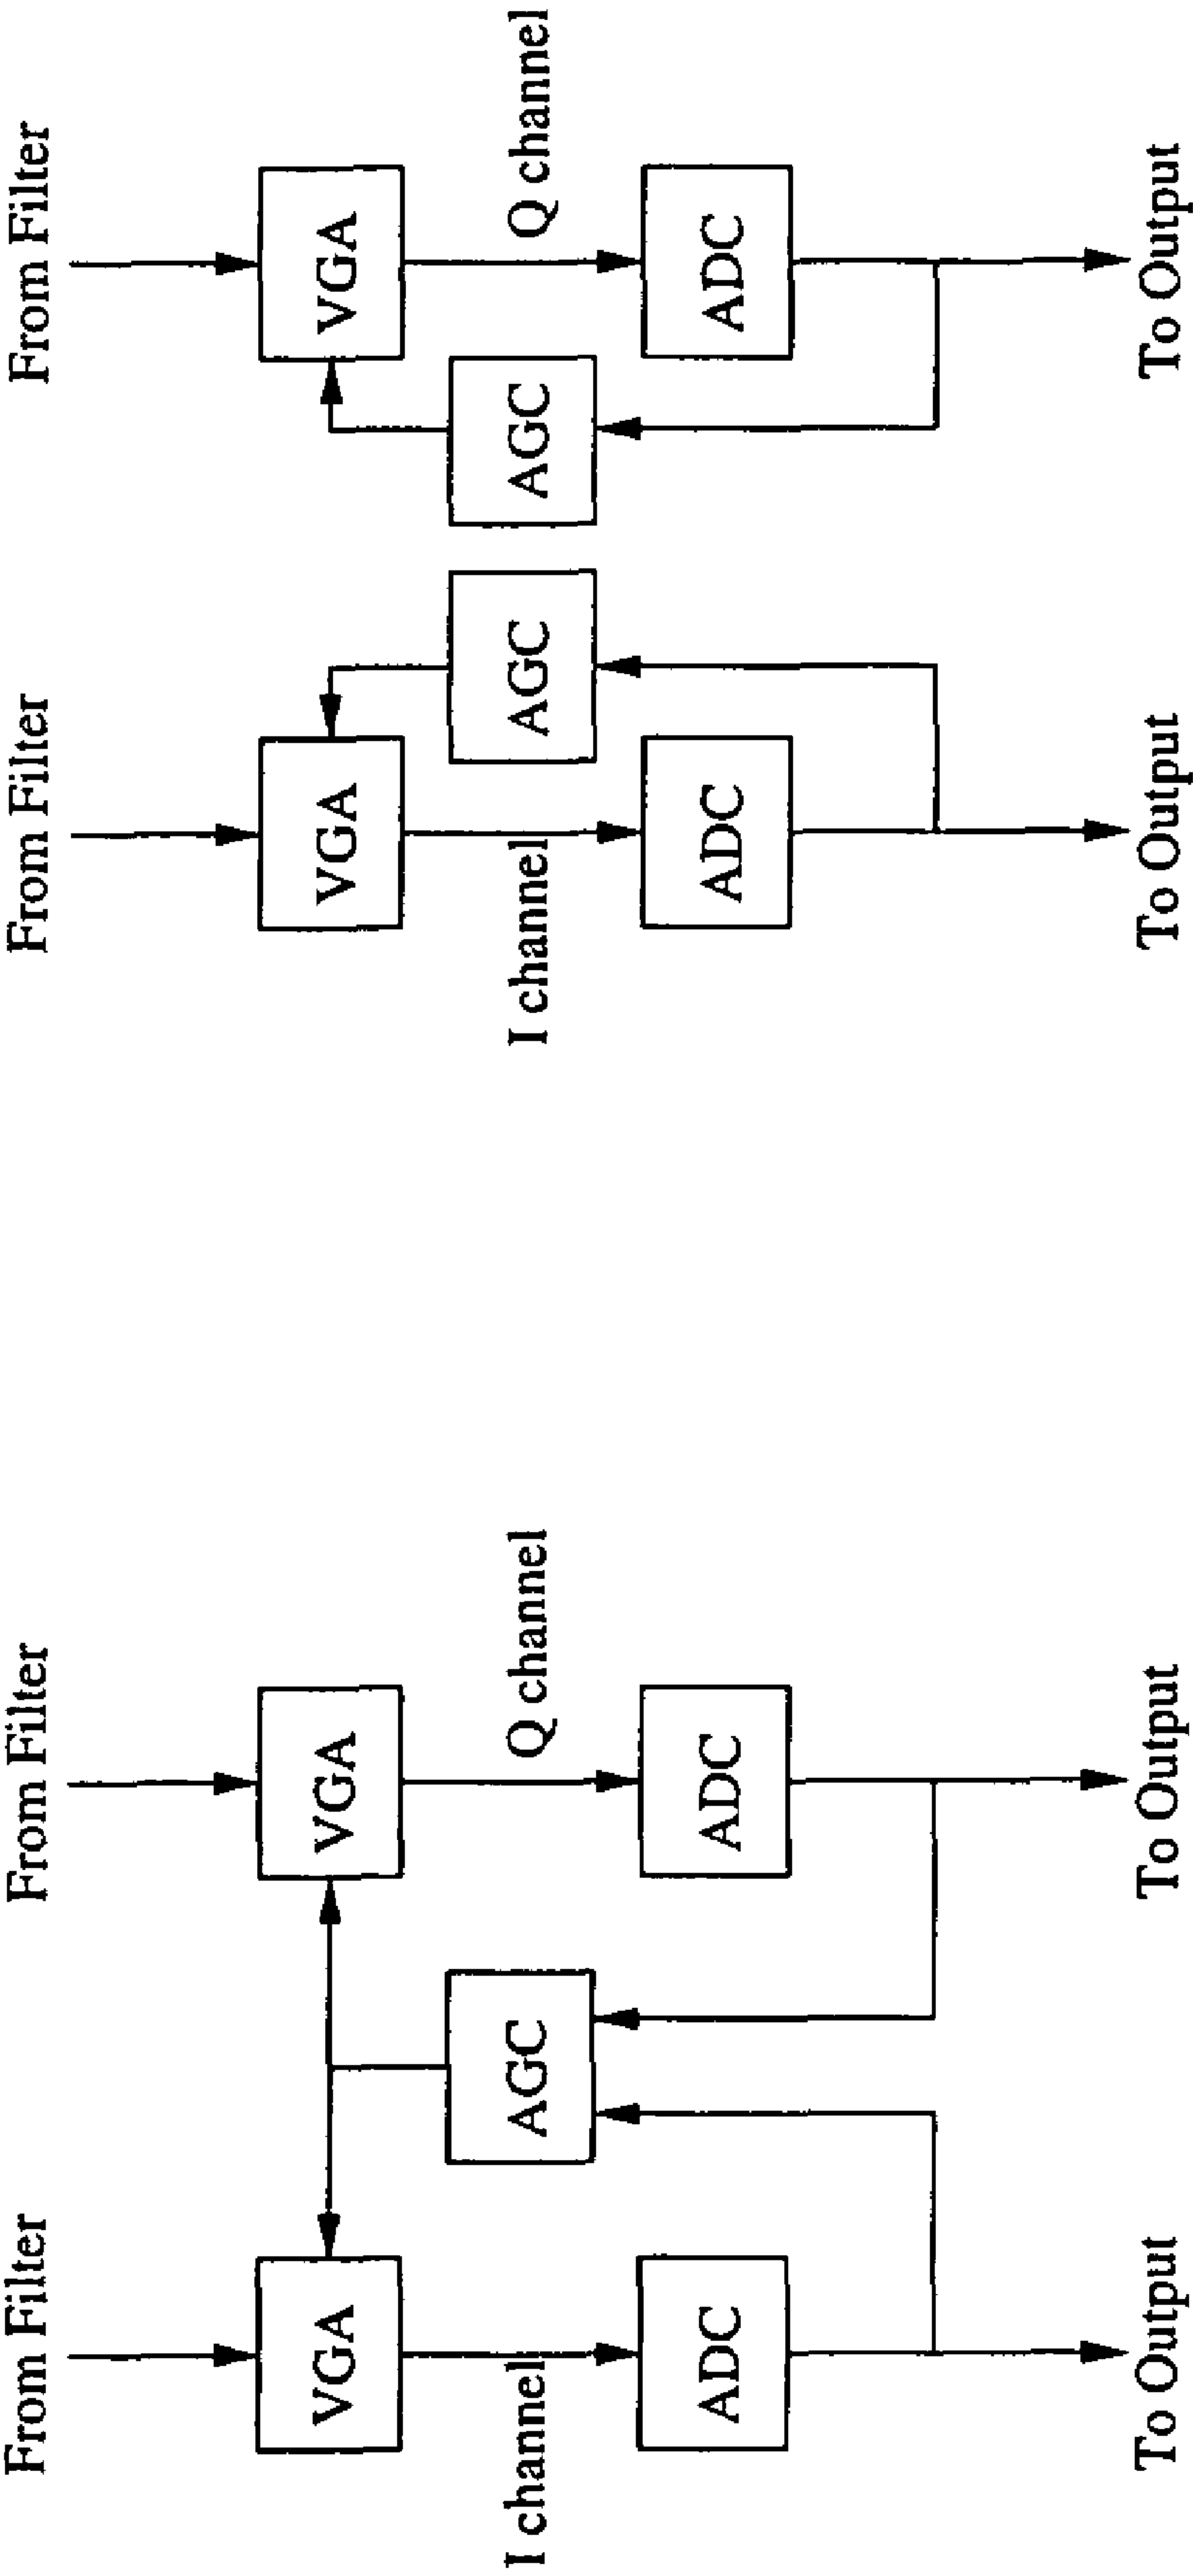 From Filter
From Filter
VGA
VGA
I channel
Q channel
AGC
AGC
ADC
ADC
To Output
To Output
From Filter
From Filter
VGA
VGA
I channel
Q channel
AGC
ADC
ADC
To Output
To Output